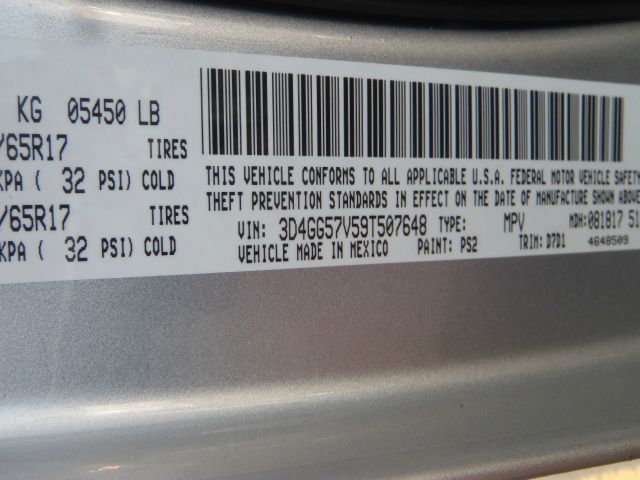 KG 05450 LB
/65R17 TIRES
KPA ( 32 PSI) COLD
/65R17 TIRES
KPA ( 32 PSI) COLD
THIS VEHICLE CONFORMS TO ALL APPLICABLE U.S.A. FEDERAL MOTOR VEHICLE SAFETY
THEFT PREVENTION STANDARDS IN EFFECT ON THE DATE OF MANUFACTURE SHOWN ABOVE
VIN: 3D4GG57V59T507648 TYPE: MPV MDH:081817 51
VEHICLE MADE IN MEXICO PAINT: PS2 TRIM: D7D1 4648509